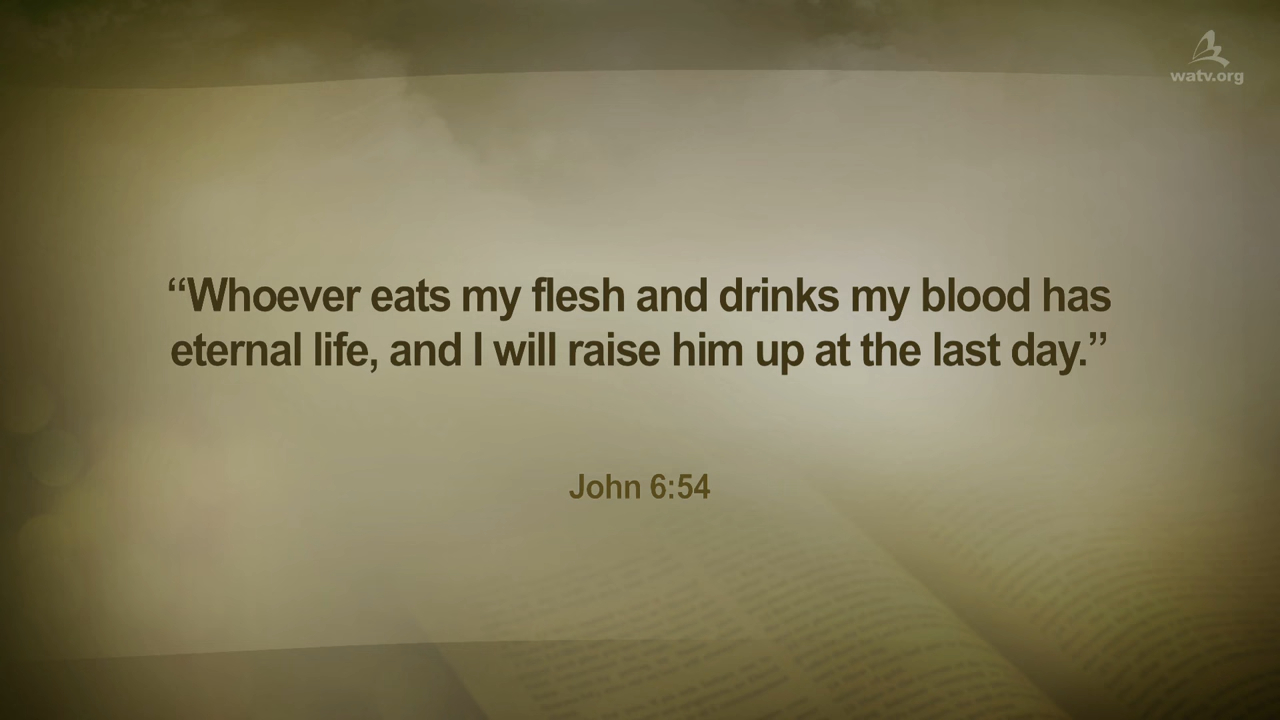 watv.org
“Whoever eats my flesh and drinks my blood has
eternal life, and I will raise him up at the last day.”
John 6:54